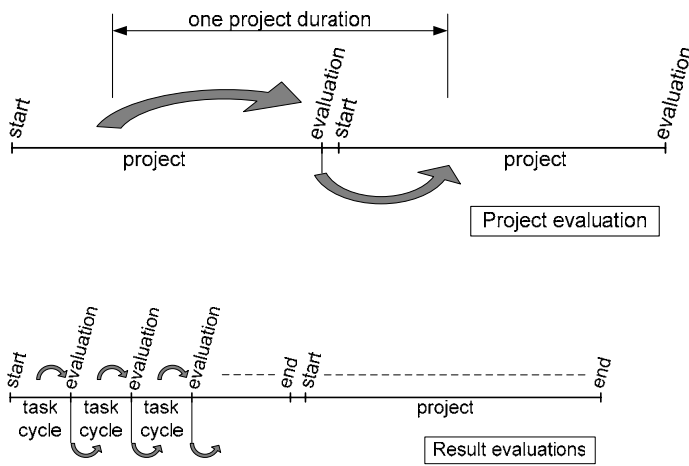 one project duration
start
evaluation
start
evaluation
project
project
Project evaluation
start
evaluation
evaluation
evaluation
end
start
end
task
cycle
task
cycle
task
cycle
project
Result evaluations